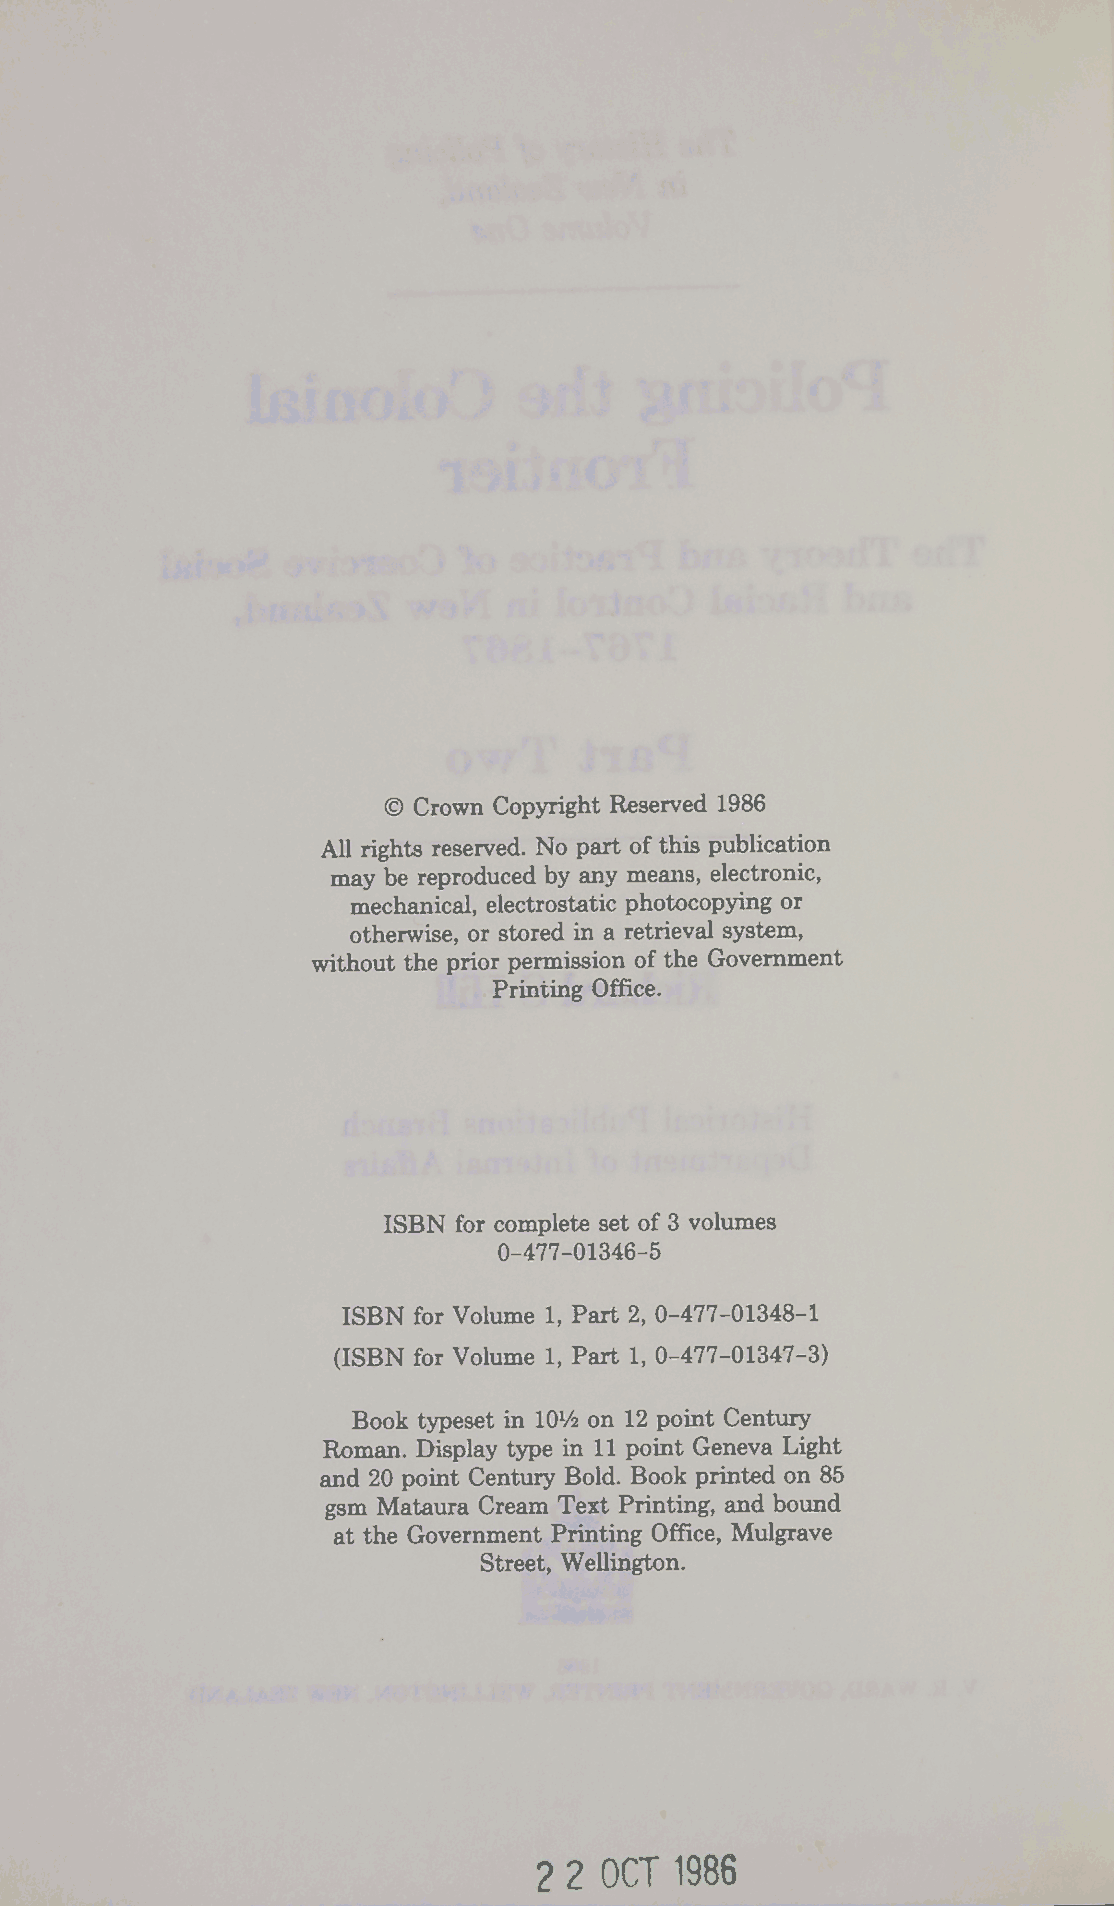 © Crown Copyright Reserved 1986
All rights reserved. No part of this publication
may be reproduced by any means, electronic,
mechanical, electrostatic photocopying or
otherwise, or stored in a retrieval system,
without the prior permission of the Government
Printing Office.
ISBN for complete set of 3 volumes
0-477-01346-5
ISBN for Volume 1, Part 2, 0-477-01348-1
(ISBN for Volume 1, Part 1, 0-477-01347-3)
Book typeset in 10½ on 12 point Century
Roman. Display type in 11 point Geneva Light
and 20 point Century Bold. Book printed on 85
gsm Mataura Cream Text Printing, and bound
at the Government Printing Office, Mulgrave
Street, Wellington.
22 OCT 1986